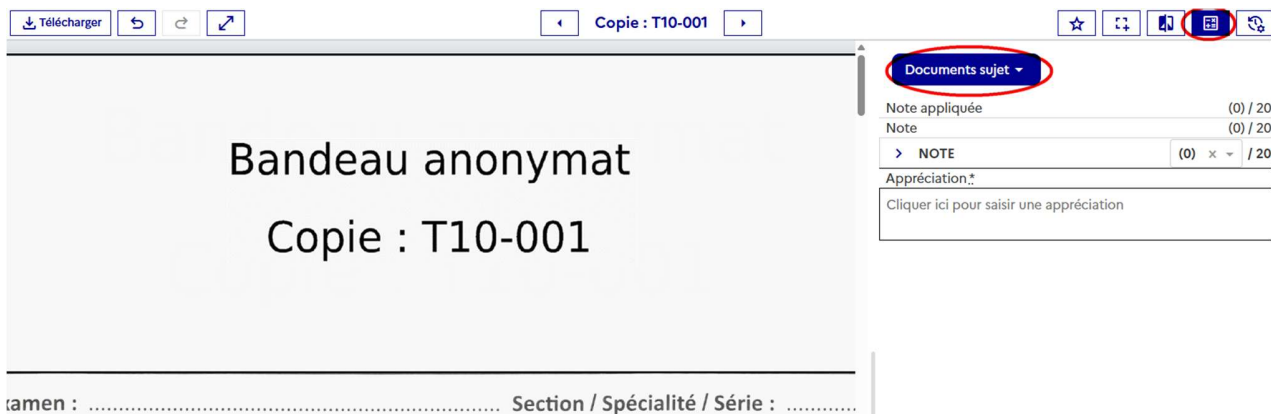 Télécharger
Copie : T10-001
Documents sujet
Note appliquée (0) / 20
Note (0) / 20
NOTE (0) × / 20
Appréciation *
Cliquer ici pour saisir une appréciation
Bandeau anonymat
Copie : T10-001
xamen : ........................................................................ Section / Spécialité / Série : .............